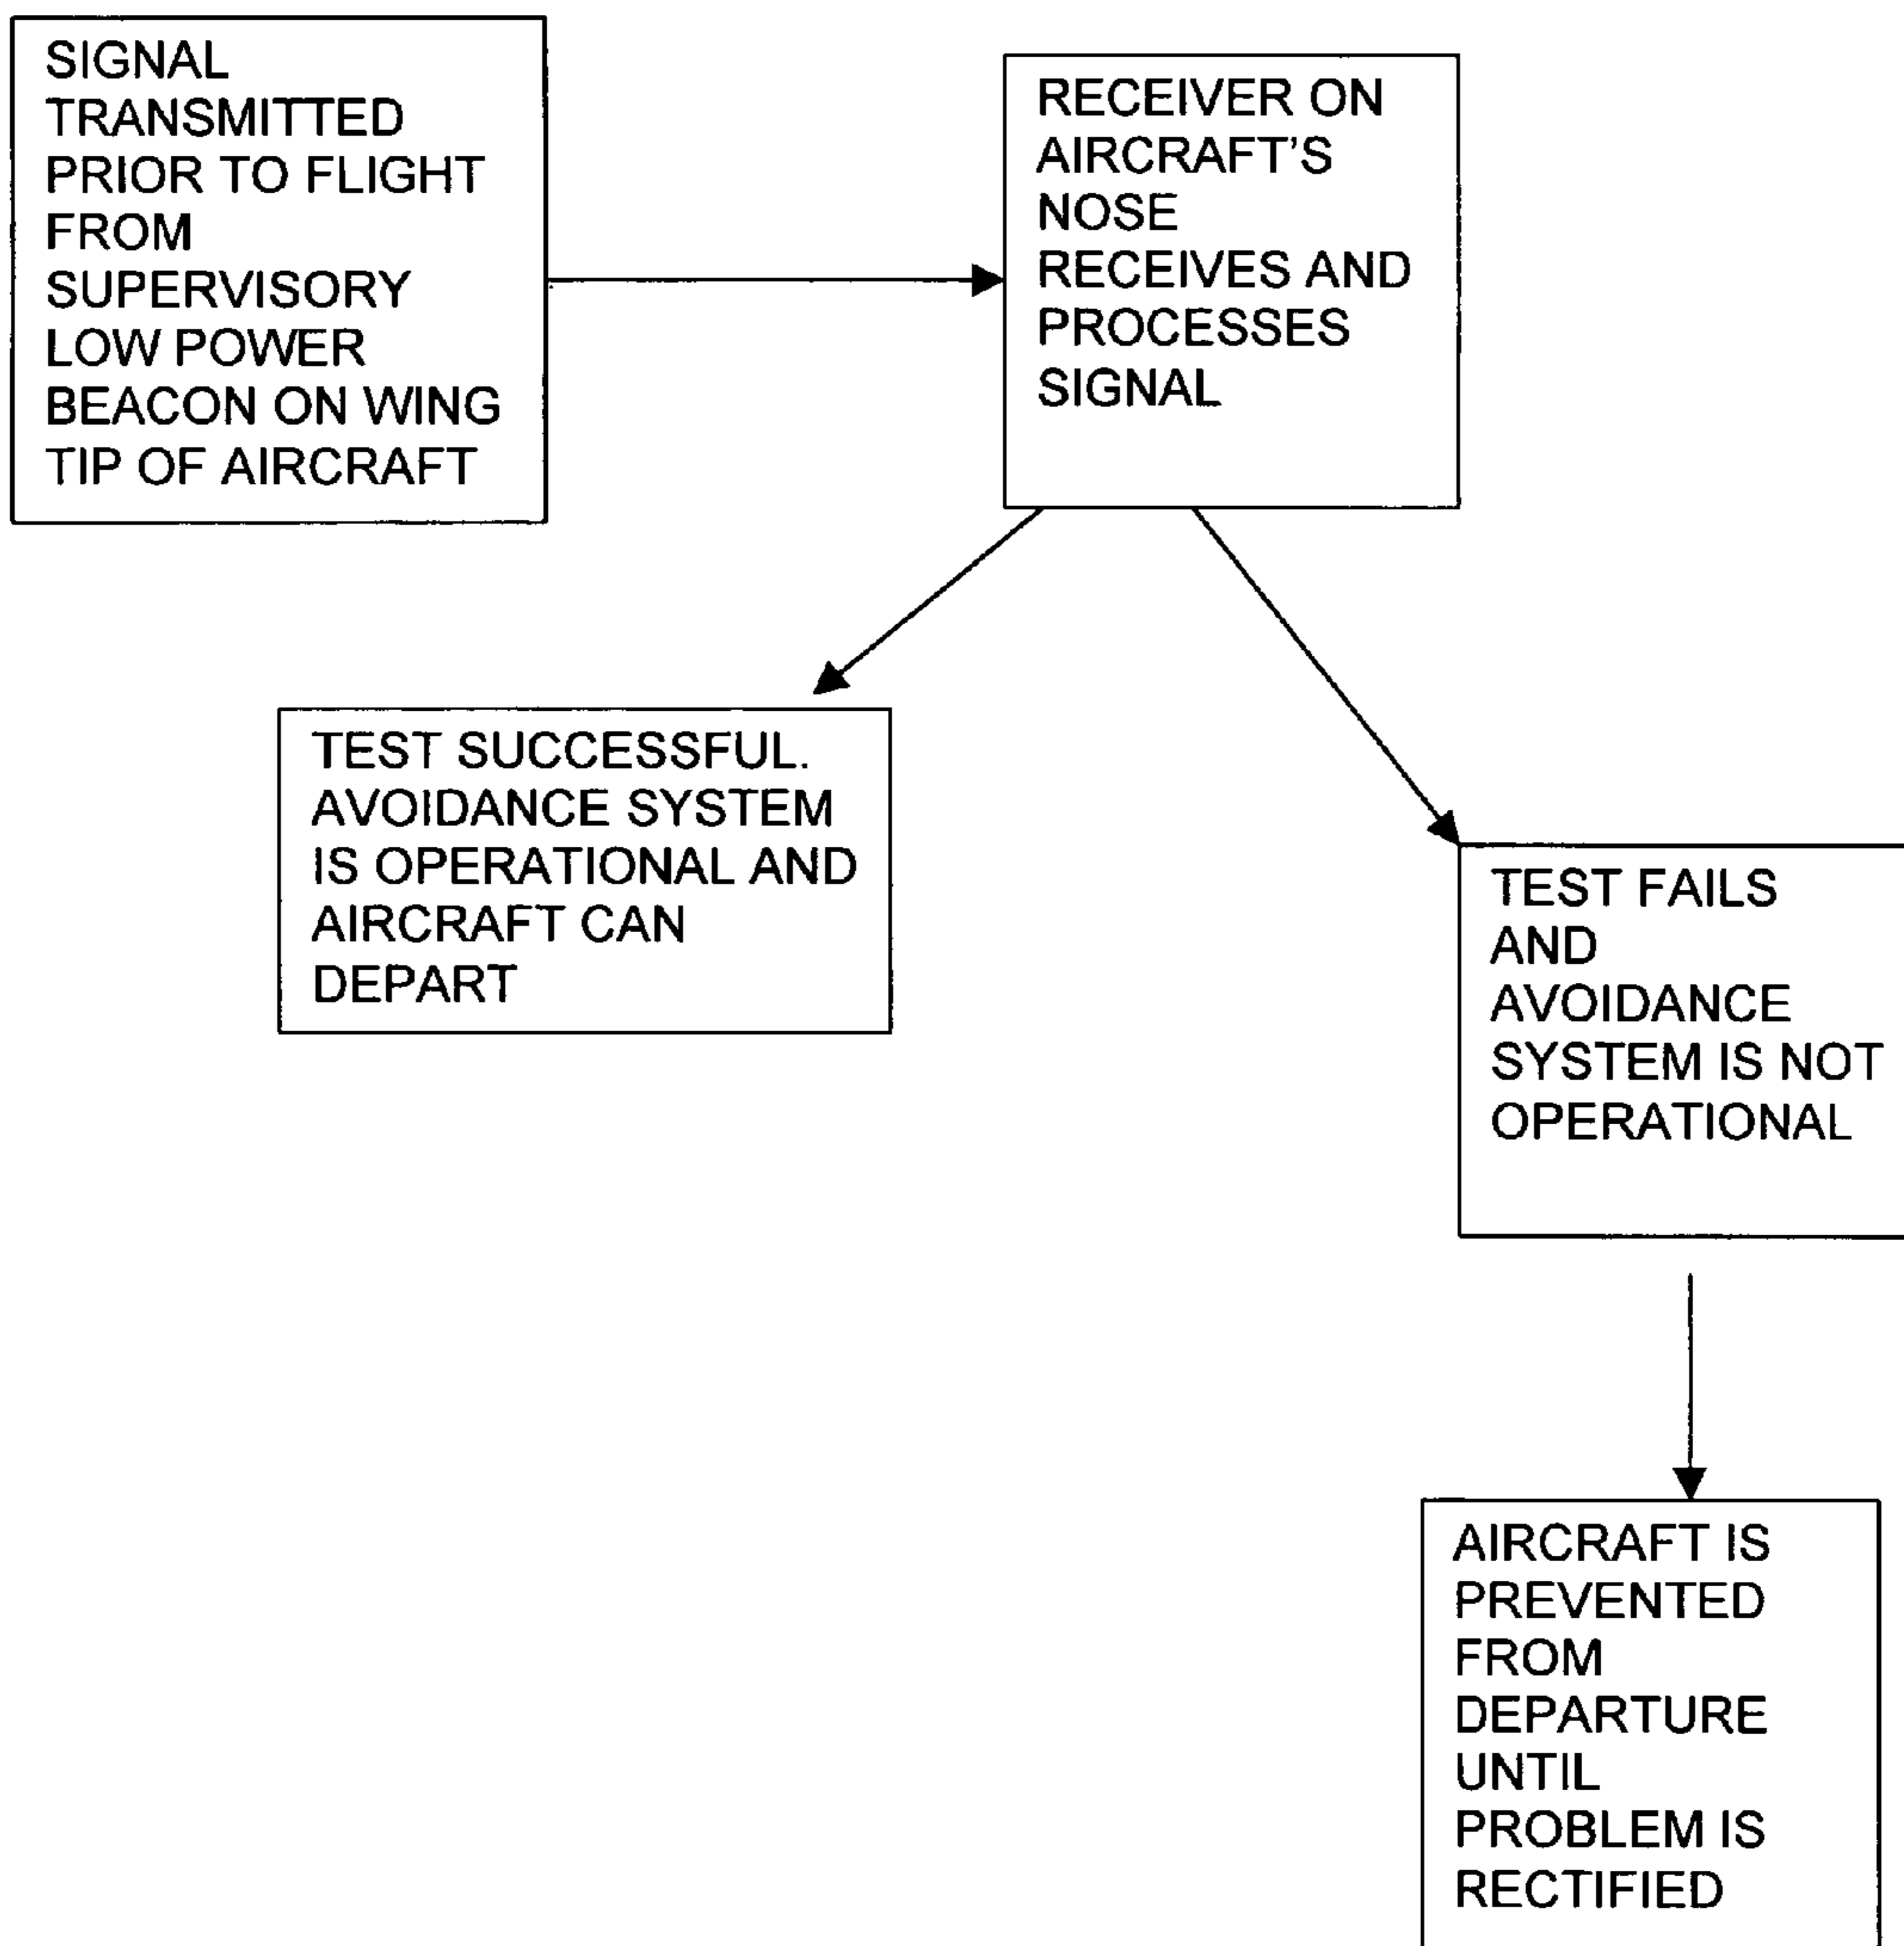 SIGNAL
TRANSMITTED
PRIOR TO FLIGHT
FROM
SUPERVISORY
LOW POWER
BEACON ON WING
TIP OF AIRCRAFT
RECEIVER ON
AIRCRAFT'S
NOSE
RECEIVES AND
PROCESSES
SIGNAL
TEST SUCCESSFUL.
AVOIDANCE SYSTEM
IS OPERATIONAL AND
AIRCRAFT CAN
DEPART
TEST FAILS
AND
AVOIDANCE
SYSTEM IS NOT
OPERATIONAL
AIRCRAFT IS
PREVENTED
FROM
DEPARTURE
UNTIL
PROBLEM IS
RECTIFIED